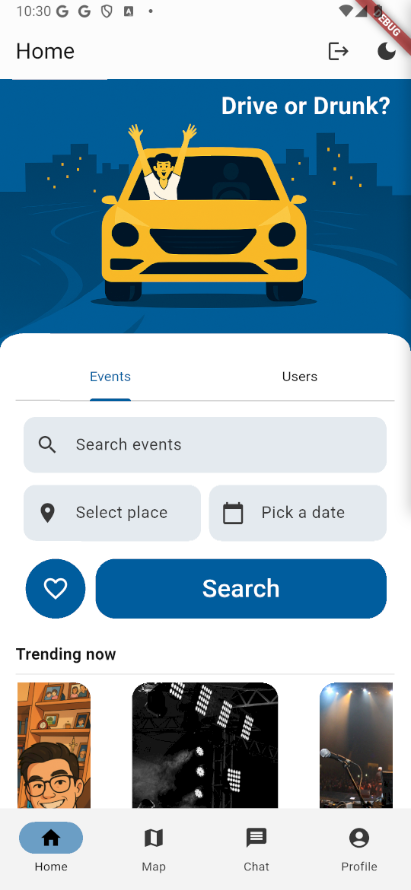 10:30
DEBUG
Home
Drive or Drunk?
Events
Users
Search events
Select place
Pick a date
Search
Trending now
Home
Map
Chat
Profile